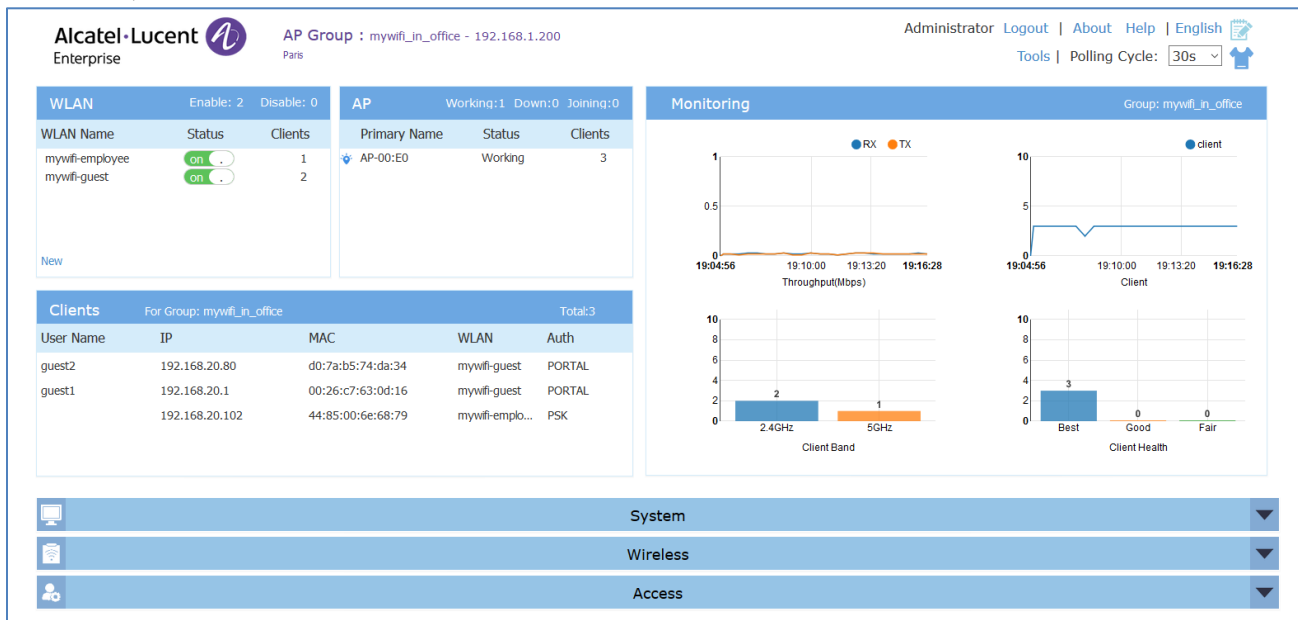 Alcatel·Lucent
Enterprise
AP Group : mywifi_in_office - 192.168.1.200
Paris
Administrator Logout | About Help | English
Tools | Polling Cycle: 30s
WLAN Enable: 2 Disable: 0
WLAN Name Status Clients
mywifi-employee on . 1
mywifi-guest on . 2
New
AP Working:1 Down:0 Joining:0
Primary Name Status Clients
AP-00:E0 Working 3
Monitoring Group: mywifi_in_office
RX TX
1
0.5
0
19:04:56 19:10:00 19:13:20 19:16:28
Throughput(Mbps)
client
10
5
0
19:04:56 19:10:00 19:13:20 19:16:28
Client
Clients For Group: mywifi_in_office Total:3
User Name IP MAC WLAN Auth
guest2 192.168.20.80 d0:7a:b5:74:da:34 mywifi-guest PORTAL
guest1 192.168.20.1 00:26:c7:63:0d:16 mywifi-guest PORTAL
192.168.20.102 44:85:00:6e:68:79 mywifi-emplo... PSK
10
8
6
4
2
0
2
1
2.4GHz 5GHz
Client Band
10
8
6
4
2
0
3
0
0
Best Good Fair
Client Health
System
Wireless
Access